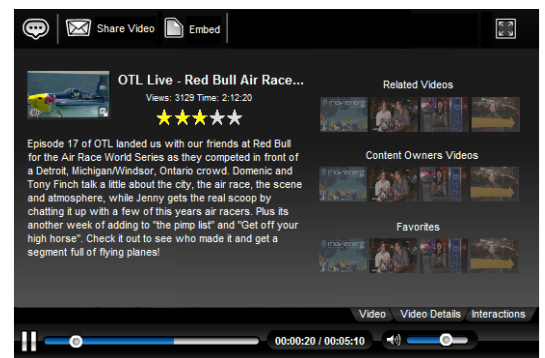 Share Video
Embed
OTL Live - Red Bull Air Race...
Views: 3129 Time: 2:12:20
Episode 17 of OTL landed us with our friends at Red Bull
for the Air Race World Series as they competed in front of
a Detroit, Michigan/Windsor, Ontario crowd. Domenic and
Tony Finch talk a little about the city, the air race, the scene
and atmosphere, while Jenny gets the real scoop by
chatting it up with a few of this years air racers. Plus its
another week of adding to "the pimp list" and "Get off your
high horse". Check it out to see who made it and get a
segment full of flying planes!
Related Videos
Content Owners Videos
Favorites
Video
Video Details
Interactions
00:00:20 / 00:05:10